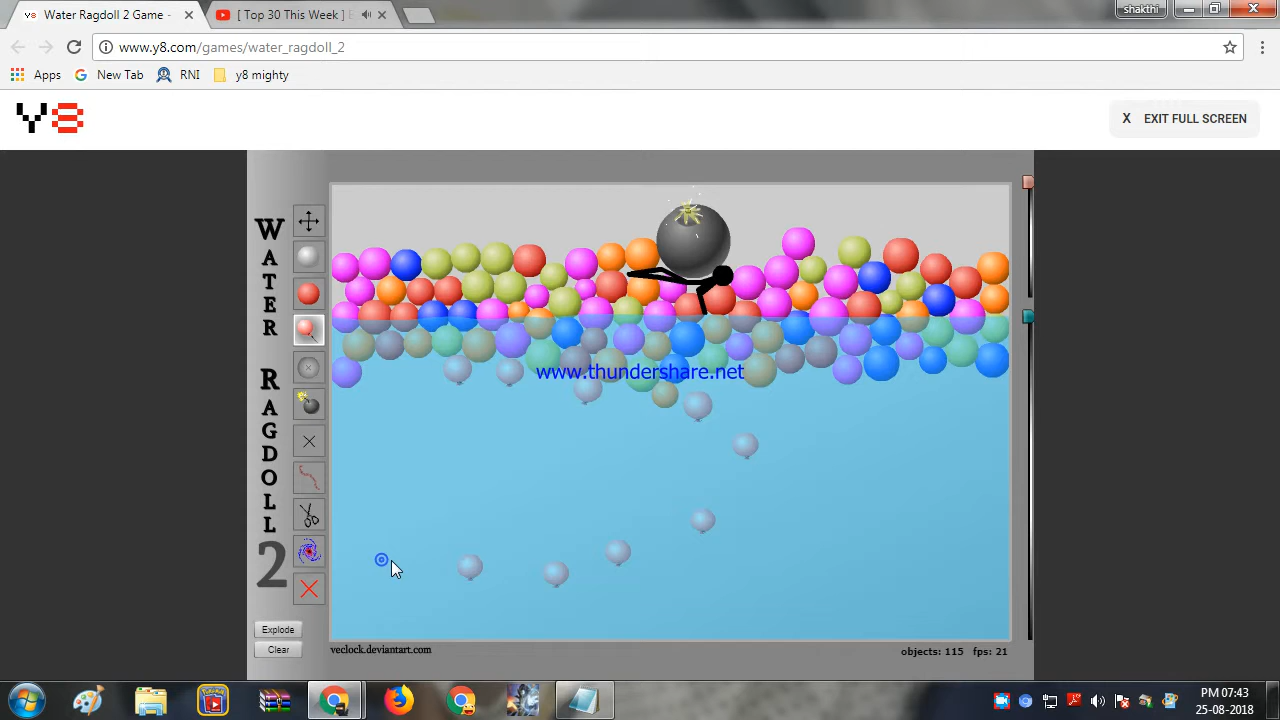 Water Ragdoll 2 Game -
[ Top 30 This Week ] E
shakthi
www.y8.com/games/water_ragdoll_2
Apps
New Tab
RNI
y8 mighty
Y8
X EXIT FULL SCREEN
WATER RAGDOLL 2
www.thundershare.net
Explode
Clear
veclock.deviantart.com
objects: 115 fps: 21
PM 07:43
25-08-2018